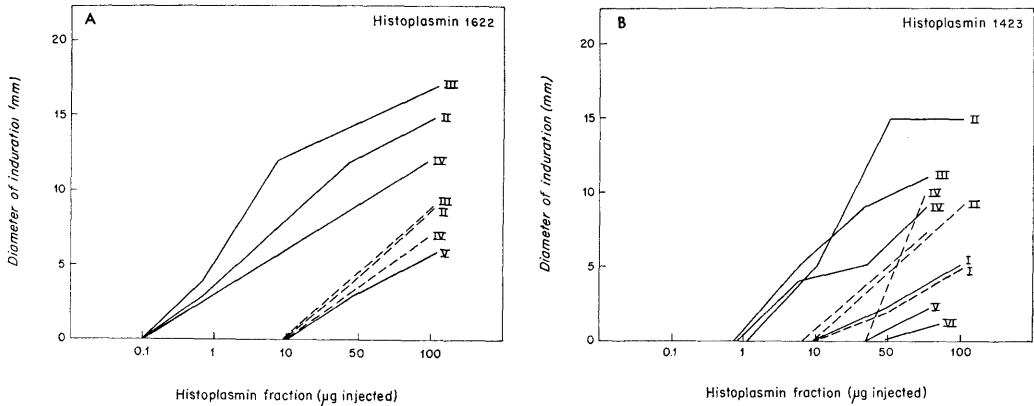 A
Histoplasmin 1622
20
15
10
5
0
Diameter of induration (mm)
III
II
IV
III
II
IV
V
0.1 1 10 50 100
Histoplasmin fraction (µg injected)
B
Histoplasmin 1423
20
15
10
5
0
Diameter of induration (mm)
II
III
IV
IV
II
I
I
V
VI
0.1 1 10 50 100
Histoplasmin fraction (µg injected)